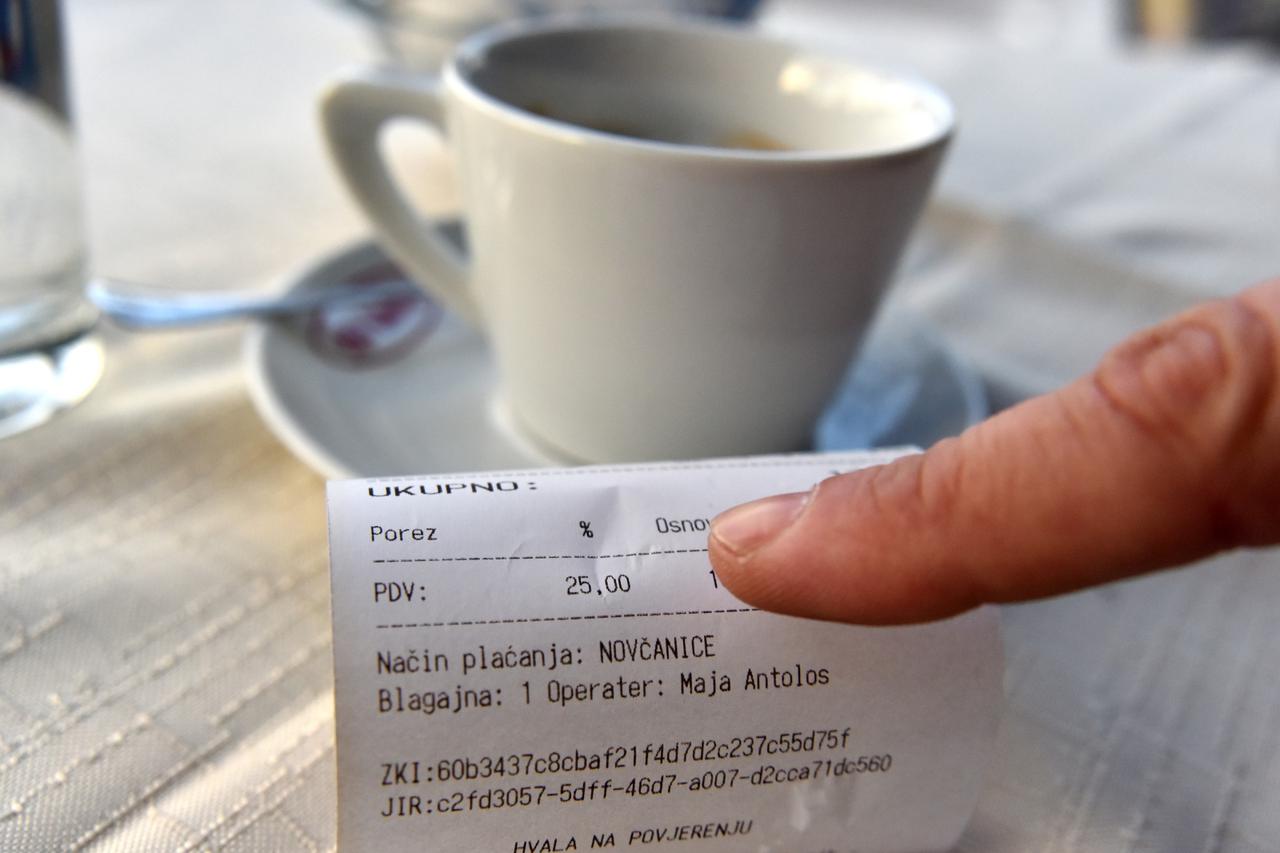 UKUPNO:
Porez % Osnov
PDV: 25,00 1
Način plaćanja: NOVČANICE
Blagajna: 1 Operater: Maja Antolos
ZKI:60b3437c8cbaf21f4d7d2c237c55d75f
JIR:c2fd3057-5dff-46d7-a007-d2cca71dc560
HVALA NA POVJERENJU